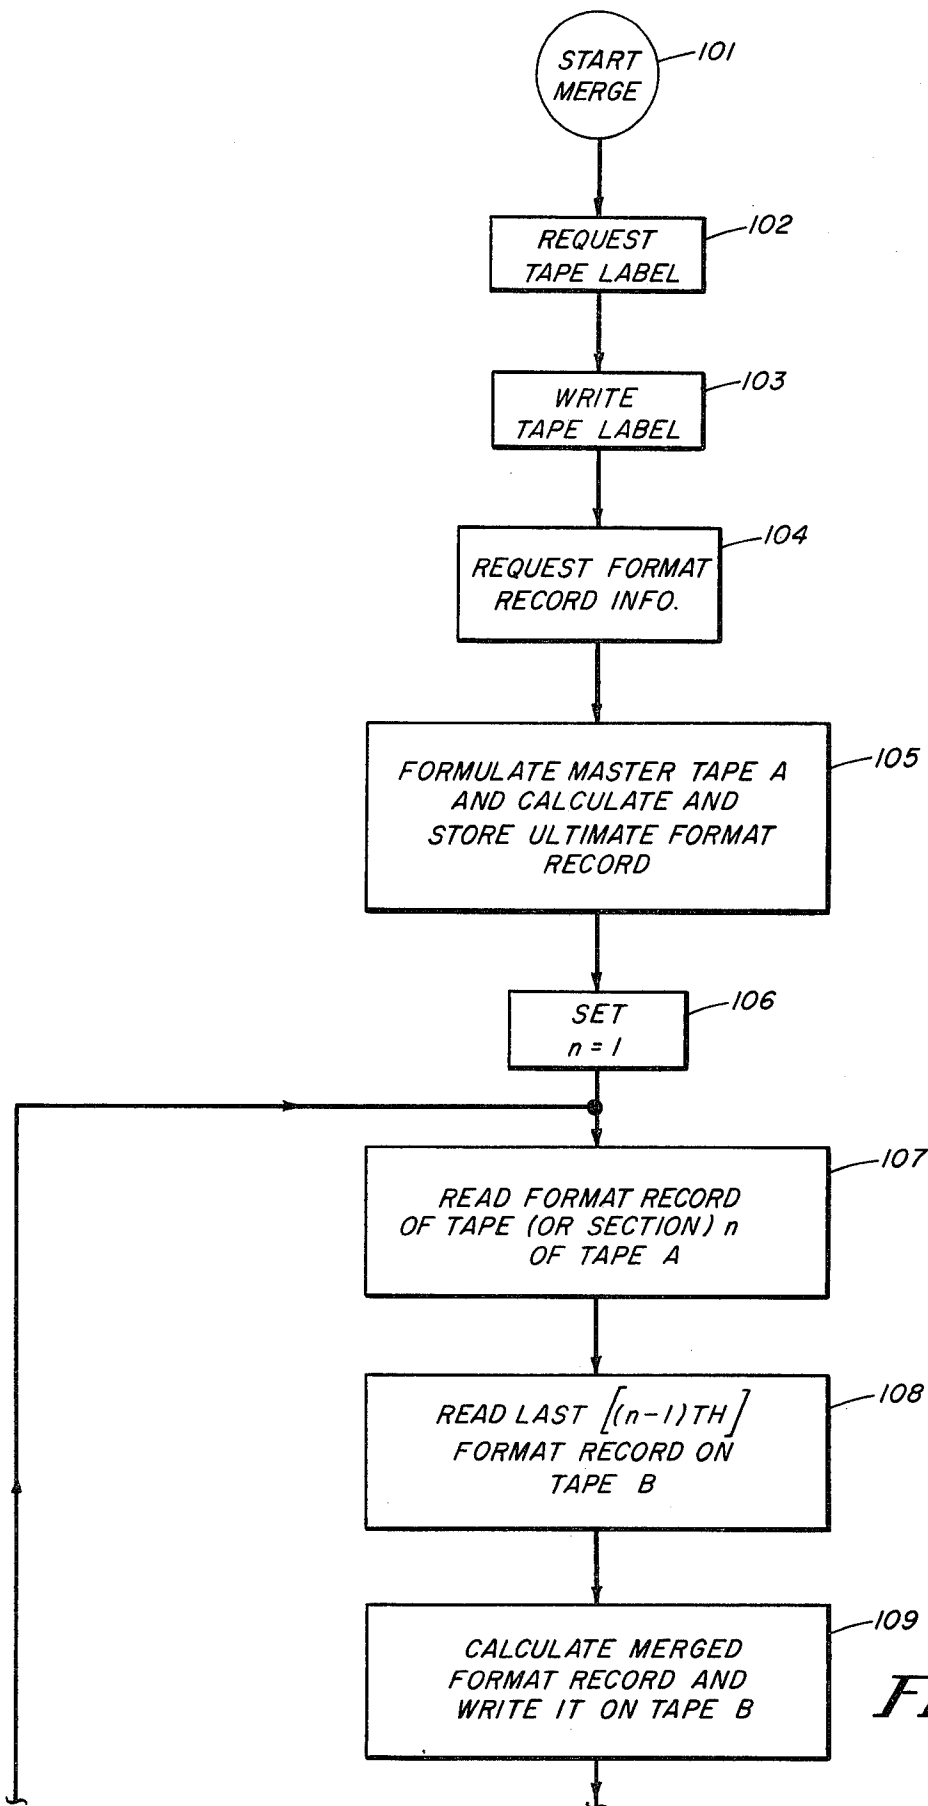 START
MERGE
101
REQUEST
TAPE LABEL
102
WRITE
TAPE LABEL
103
REQUEST FORMAT
RECORD INFO.
104
FORMULATE MASTER TAPE A
AND CALCULATE AND
STORE ULTIMATE FORMAT
RECORD
105
SET
n = 1
106
READ FORMAT RECORD
OF TAPE (OR SECTION) n
OF TAPE A
107
READ LAST [(n-1)TH]
FORMAT RECORD ON
TAPE B
108
CALCULATE MERGED
FORMAT RECORD AND
WRITE IT ON TAPE B
109